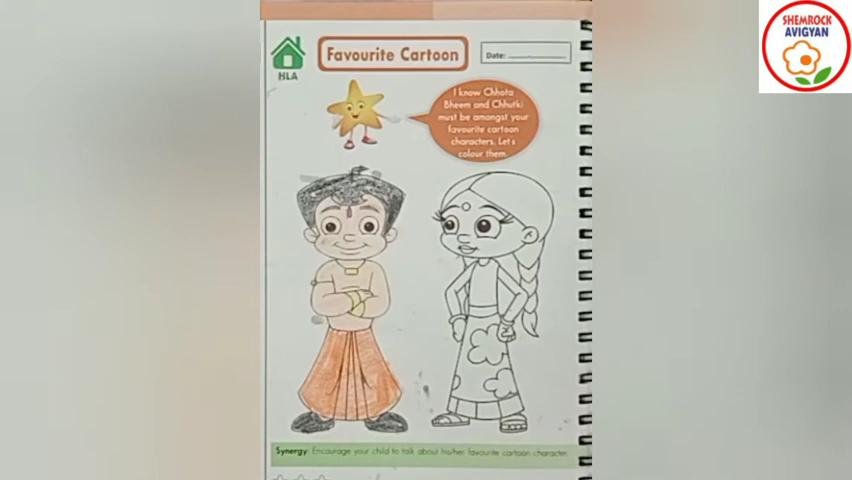 SHEMROCK
AVIGYAN
Favourite Cartoon
Date:
HLA
I know Chhota
Bheem and Chhutki
must be amongst your
favourite cartoon
characters. Let's
colour them.
Synergy: Encourage your child to talk about his/her favourite cartoon character.